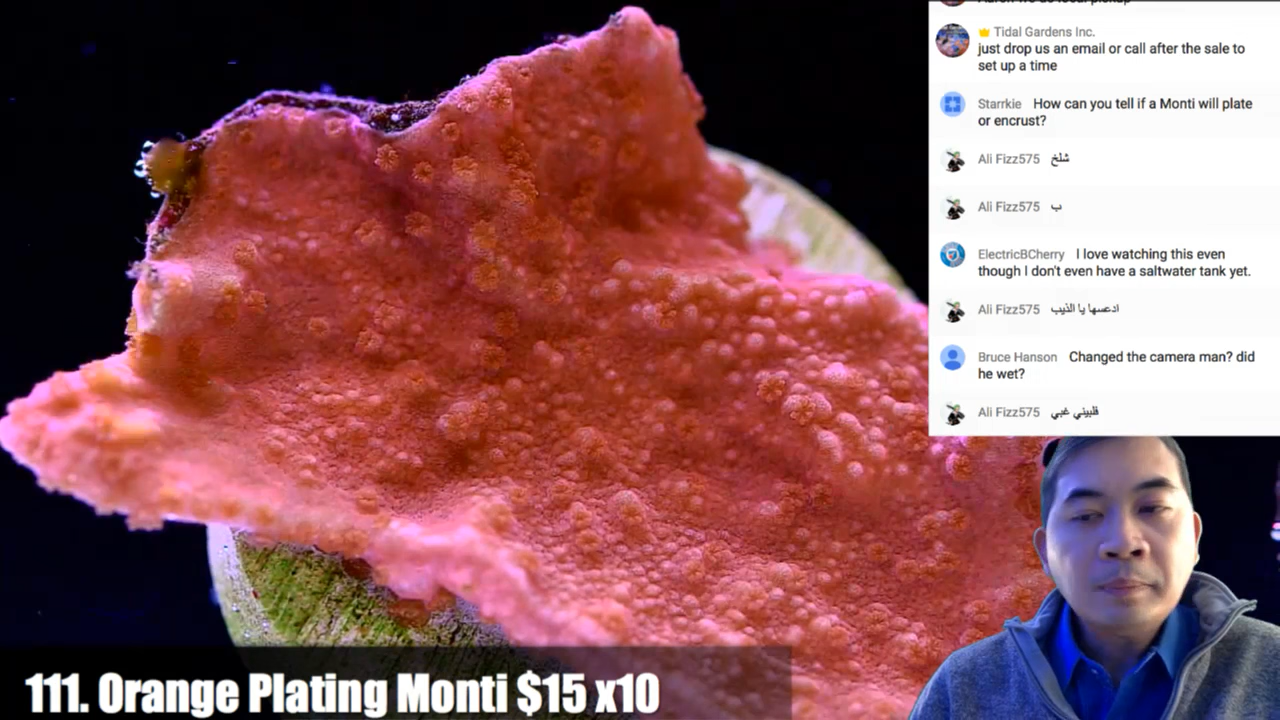 Tidal Gardens Inc.
just drop us an email or call after the sale to
set up a time
Starrkie How can you tell if a Monti will plate
or encrust?
Ali Fizz575 شلخ
Ali Fizz575 ب
ElectricBCherry I love watching this even
though I don't even have a saltwater tank yet.
Ali Fizz575 ادعسها يا الذيب
Bruce Hanson Changed the camera man? did
he wet?
Ali Fizz575 فلبيني غبي
111. Orange Plating Monti $15 x10